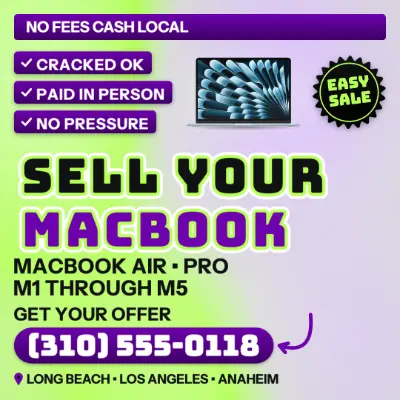 NO FEES CASH LOCAL
✓ CRACKED OK
✓ PAID IN PERSON
✓ NO PRESSURE
EASY
SALE
SELL YOUR
MACBOOK
MACBOOK AIR ▪ PRO
M1 THROUGH M5
GET YOUR OFFER
(310) 555-0118
LONG BEACH ▪ LOS ANGELES ▪ ANAHEIM